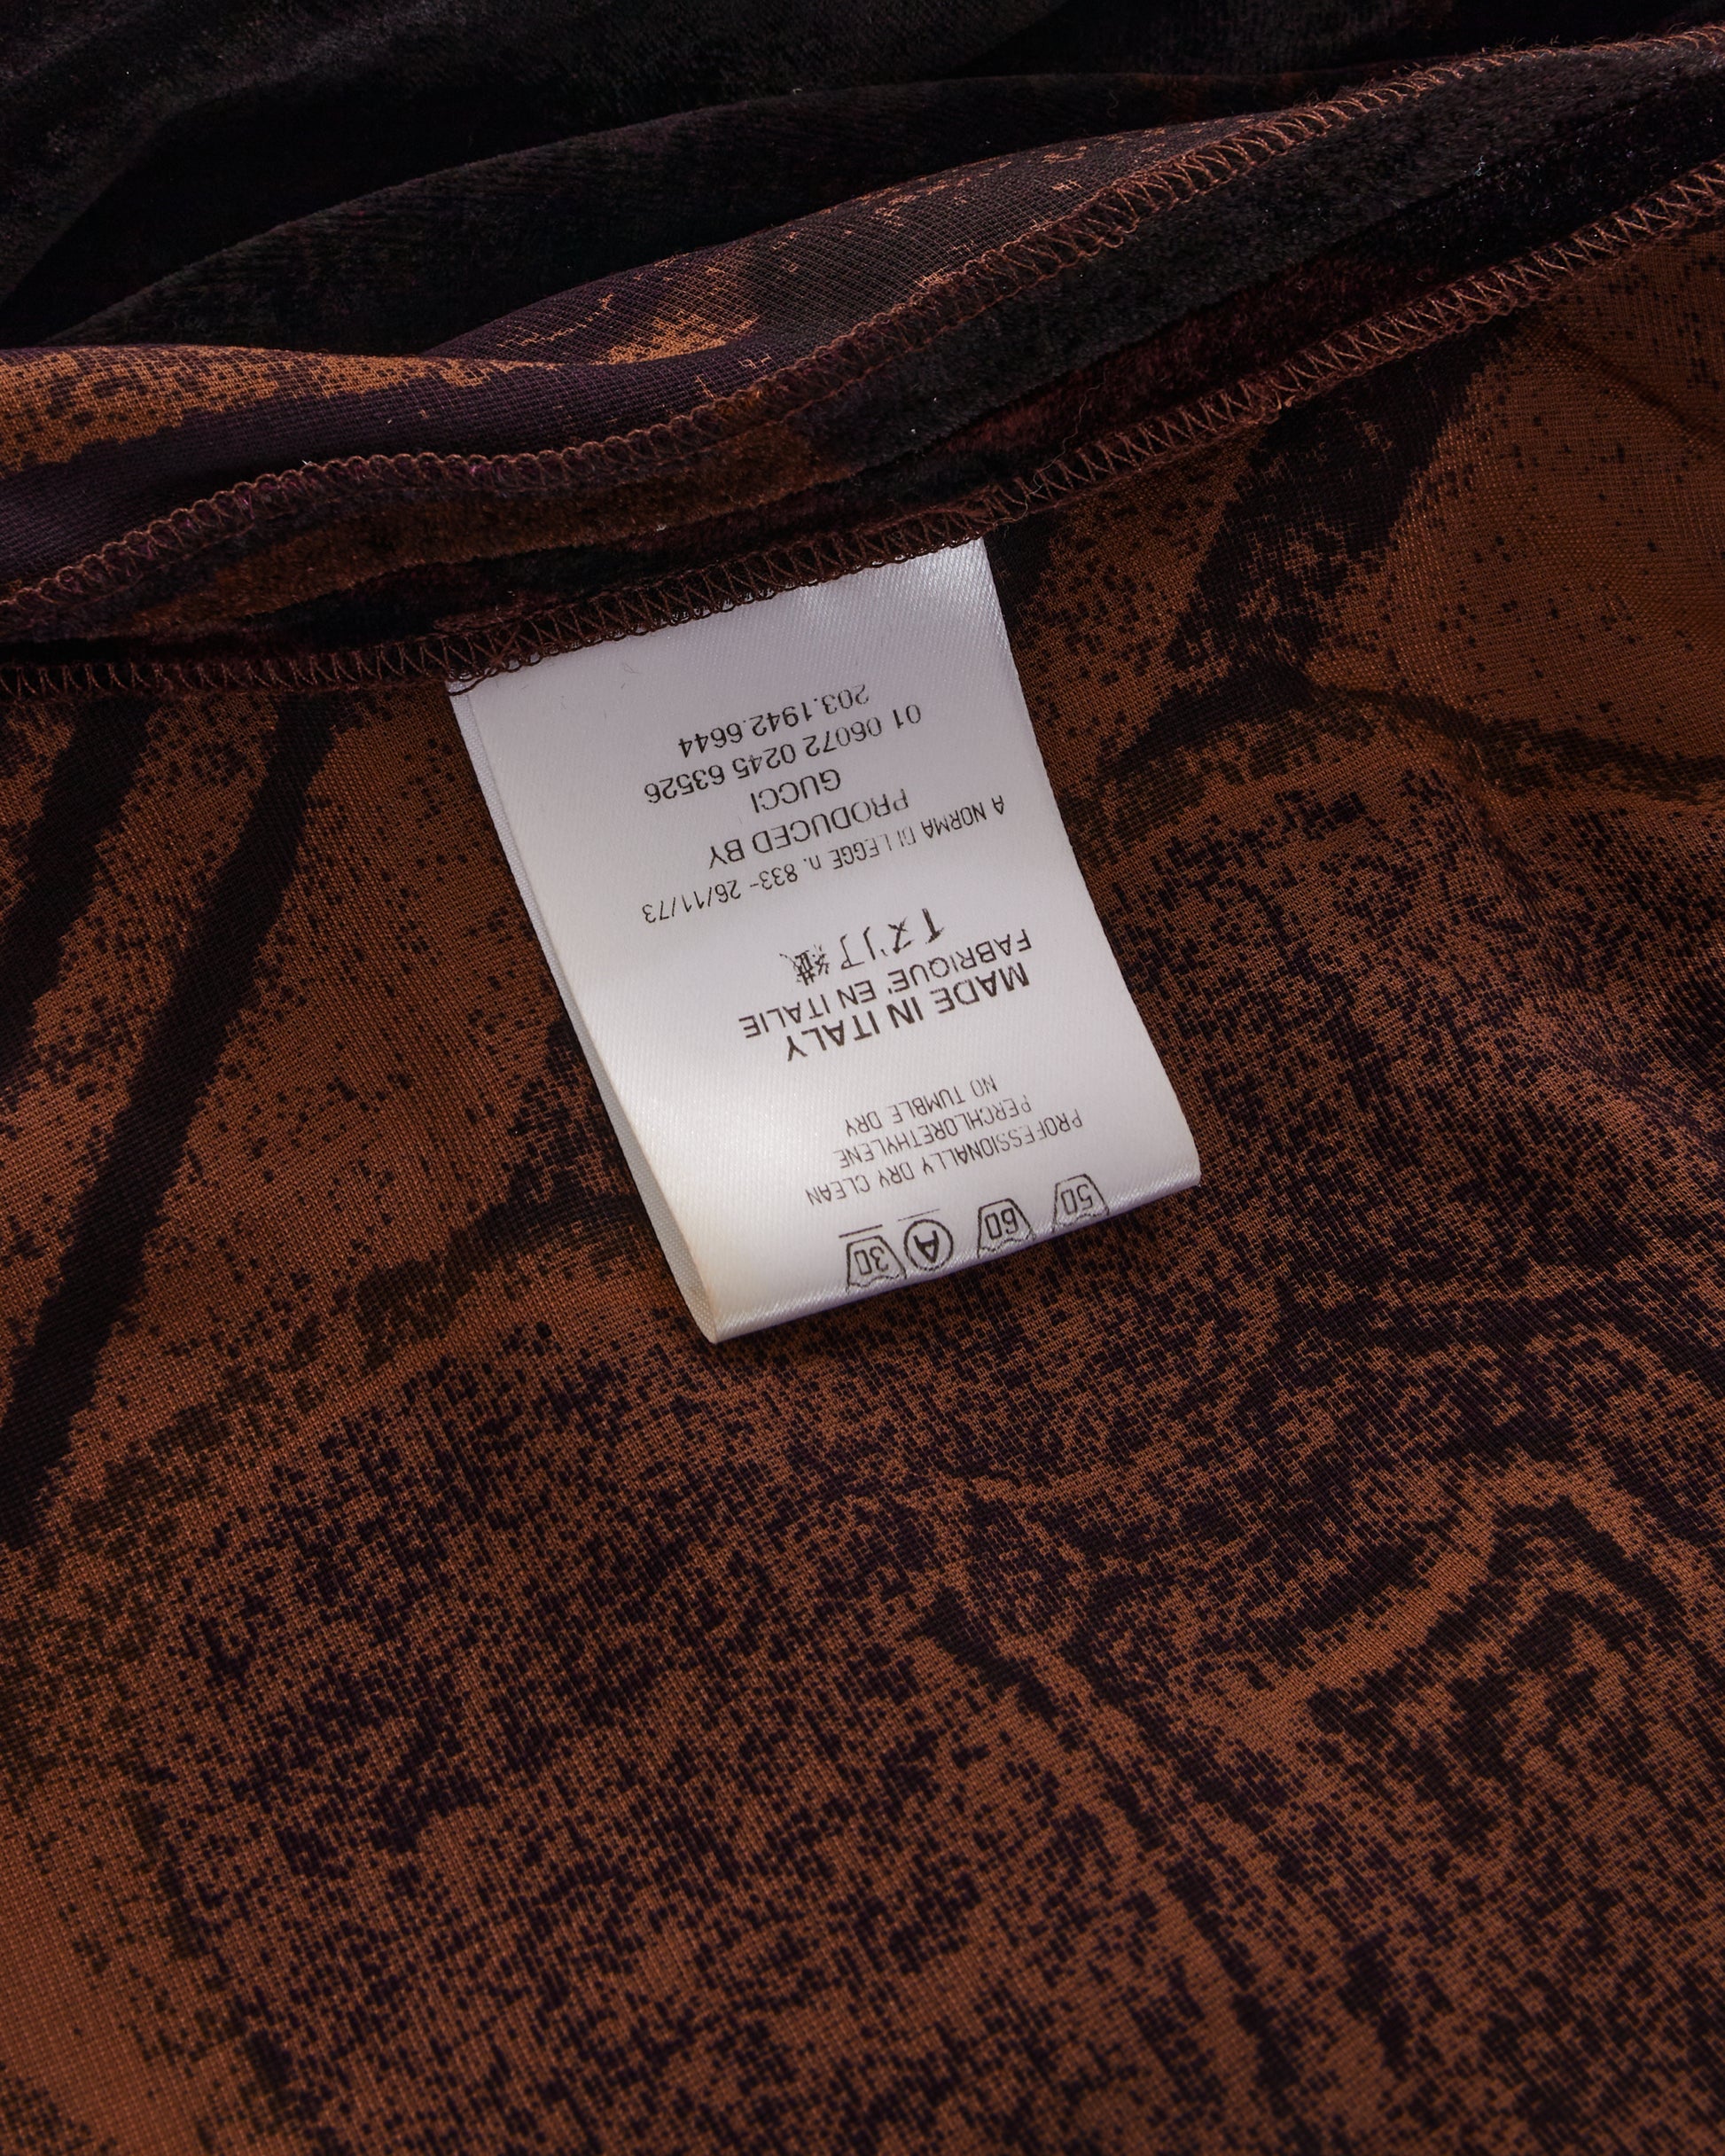 50 60 A 30
PROFESSIONALLY DRY CLEAN
PERCHLORETHYLENE
NO TUMBLE DRY
MADE IN ITALY
FABRIQUE' EN ITALIE
イタリア製
A NORMA DI LEGGE n. 833- 26/11/73
PRODUCED BY
GUCCI
01 06072 0245 63526
203.1942.6644